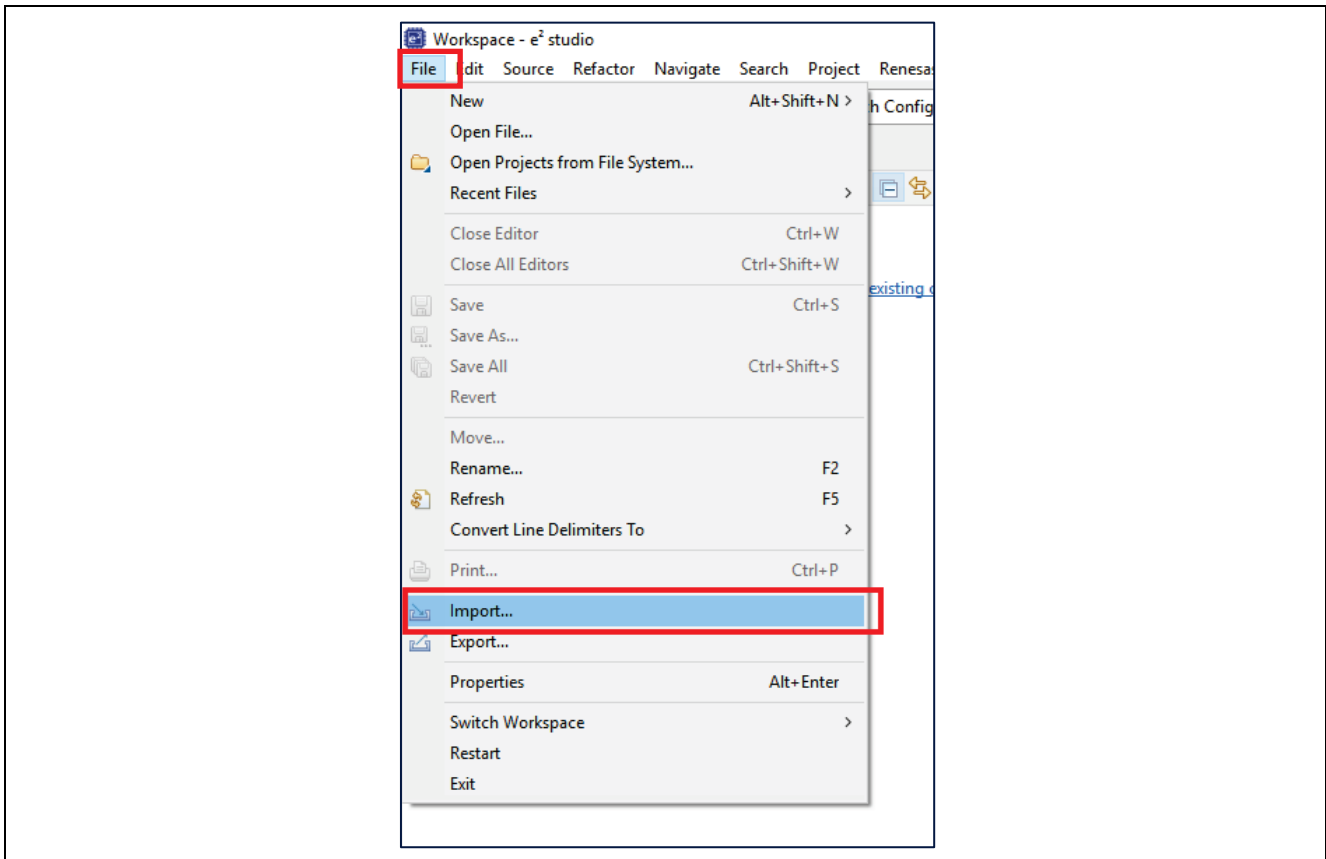 Workspace - e² studio
File Edit Source Refactor Navigate Search Project
New Alt+Shift+N >
h Config
Open File...
Open Projects from File System...
Recent Files >
Close Editor Ctrl+W
Close All Editors Ctrl+Shift+W
existing
Save Ctrl+S
Save As...
Save All Ctrl+Shift+S
Revert
Move...
Rename... F2
Refresh F5
Convert Line Delimiters To >
Print... Ctrl+P
Import...
Export...
Properties Alt+Enter
Switch Workspace >
Restart
Exit